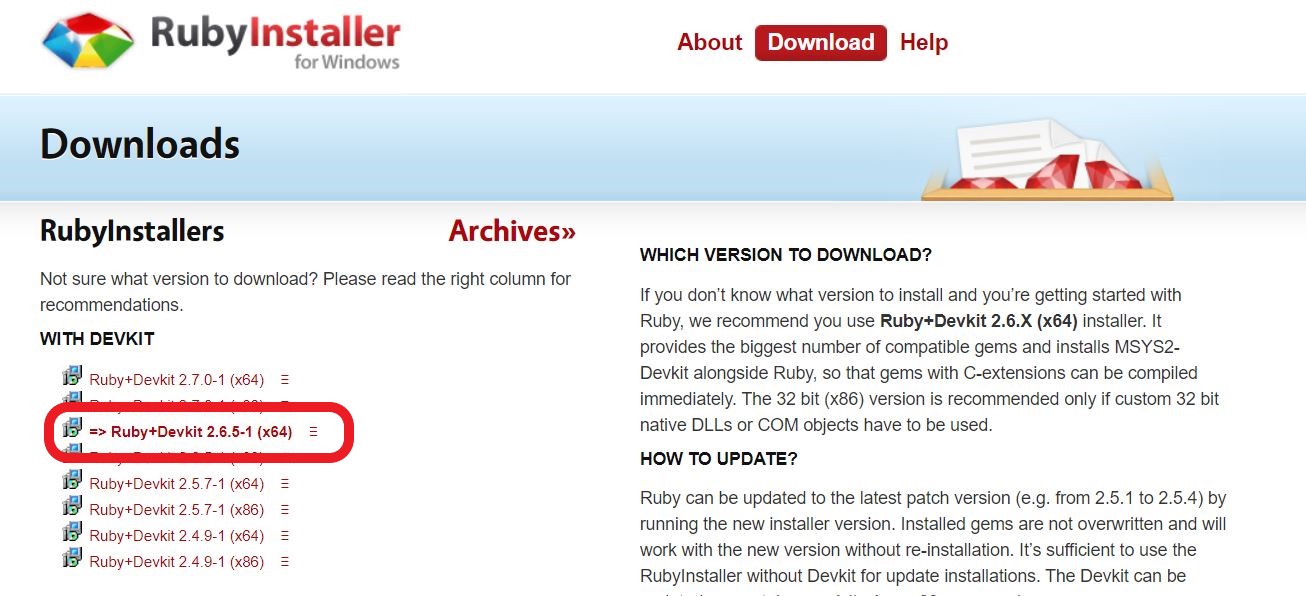 RubyInstaller
for Windows
About Download Help
Downloads
RubyInstallers
Archives»
Not sure what version to download? Please read the right column for
recommendations.
WITH DEVKIT
Ruby+Devkit 2.7.0-1 (x64)
=> Ruby+Devkit 2.6.5-1 (x64)
Ruby+Devkit 2.5.7-1 (x64)
Ruby+Devkit 2.5.7-1 (x86)
Ruby+Devkit 2.4.9-1 (x64)
Ruby+Devkit 2.4.9-1 (x86)
WHICH VERSION TO DOWNLOAD?
If you don’t know what version to install and you’re getting started with
Ruby, we recommend you use Ruby+Devkit 2.6.X (x64) installer. It
provides the biggest number of compatible gems and installs MSYS2-
Devkit alongside Ruby, so that gems with C-extensions can be compiled
immediately. The 32 bit (x86) version is recommended only if custom 32 bit
native DLLs or COM objects have to be used.
HOW TO UPDATE?
Ruby can be updated to the latest patch version (e.g. from 2.5.1 to 2.5.4) by
running the new installer version. Installed gems are not overwritten and will
work with the new version without re-installation. It’s sufficient to use the
RubyInstaller without Devkit for update installations. The Devkit can be